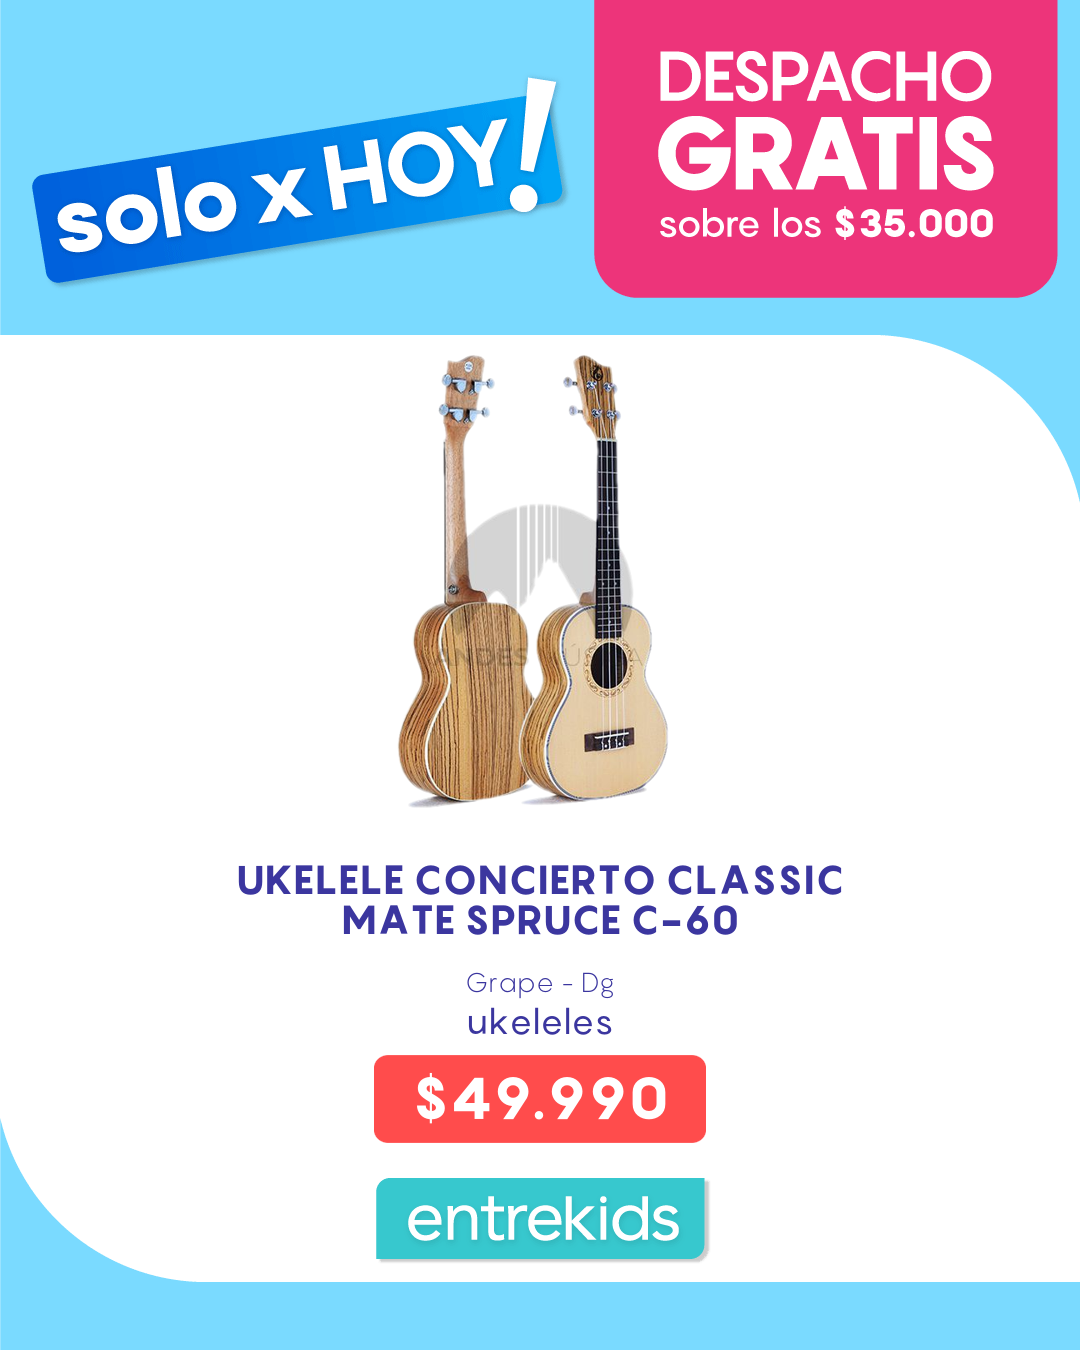 solo x HOY!
DESPACHO
GRATIS
sobre los $35.000
ANDES
UKELELE CONCIERTO CLASSIC
MATE SPRUCE C-60
Grape - Dg
ukeleles
$49.990
entrekids